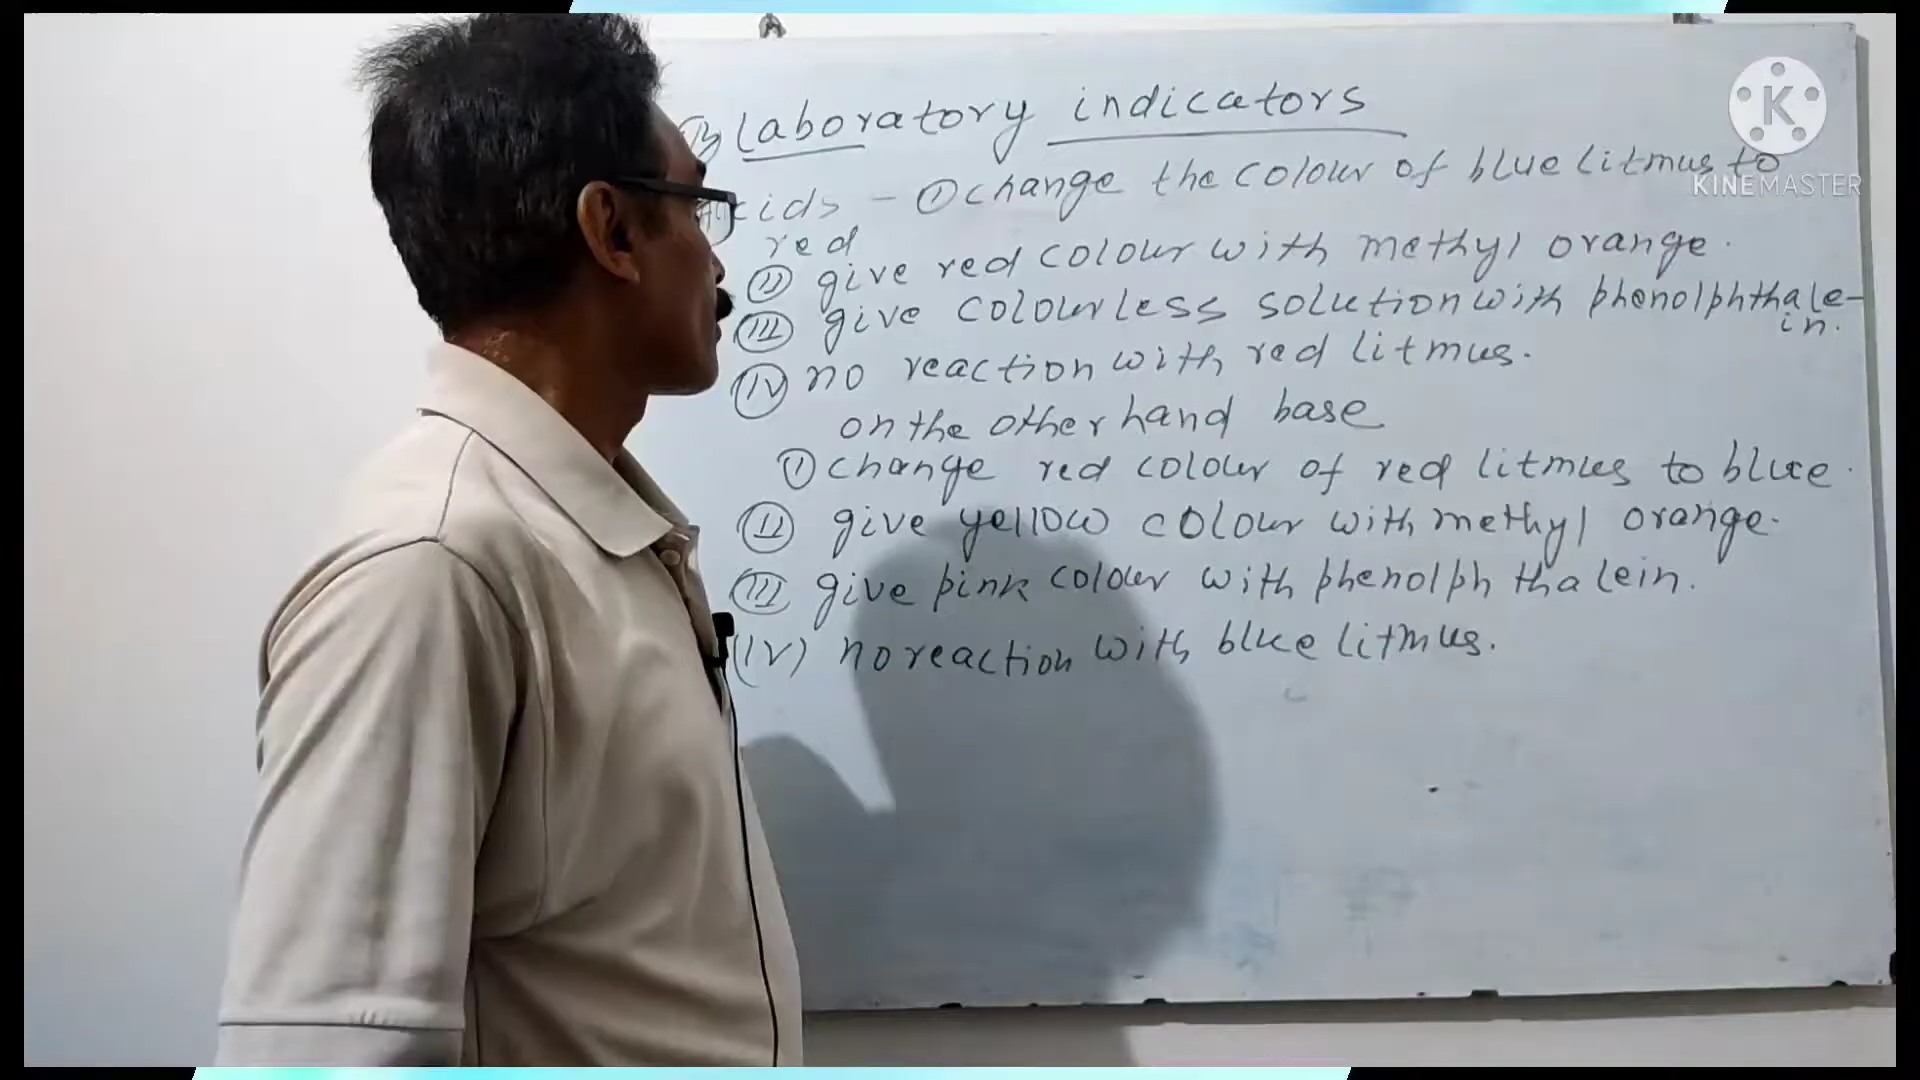 laboratory indicators
Acids - (I) change the colour of blue litmus to
red
(II) give red colour with methyl orange.
(III) give colourless solution with phenolphthale-
in.
(IV) no reaction with red litmus.
on the other hand base
(I) change red colour of red litmus to blue.
(II) give yellow colour with methyl orange.
(III) give pink colour with phenolphthalein.
(IV) no reaction with blue litmus.
K
KINEMASTER